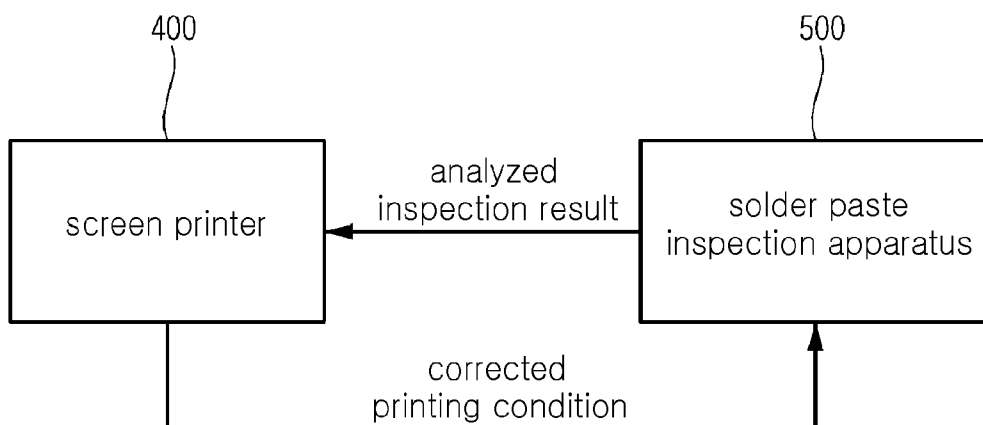 400
500
screen printer
analyzed
inspection result
solder paste
inspection apparatus
corrected
printing condition